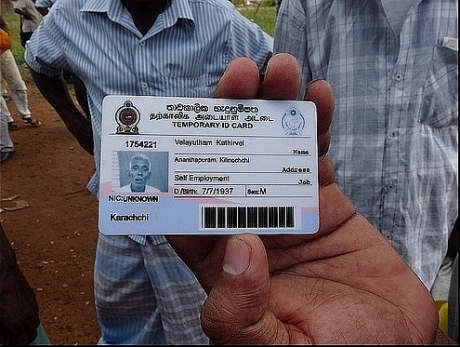 තාවකාලික හැඳුනුම්පත
தற்காலிக அடையாள அட்டை
TEMPORARY ID CARD
1754221
Velayutham Kathirvel
Name
Ananthapuram, Kilinochchi
Address
Self Employment
Job
D/Birth: 7/7/1937 Sex: M
NIC:UNKNOWN
Karachchi